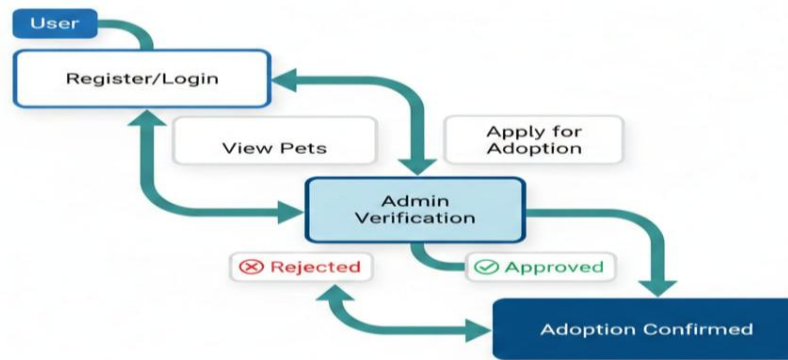 User
Register/Login
View Pets
Apply for
Adoption
Admin
Verification
Rejected
Approved
Adoption Confirmed